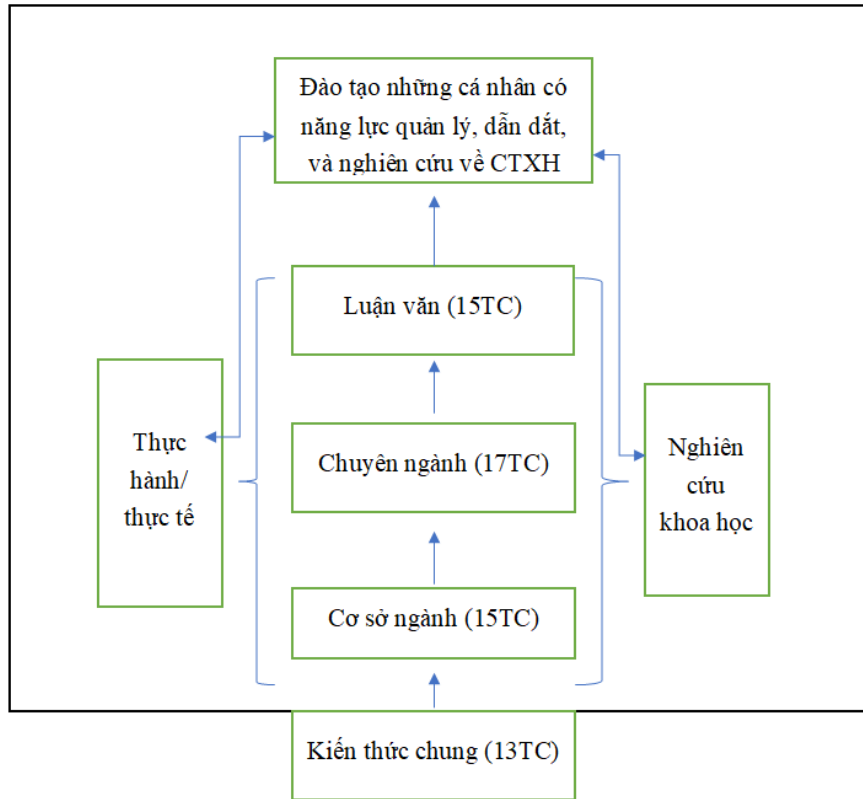 Đào tạo những cá nhân có
năng lực quản lý, dẫn dắt,
và nghiên cứu về CTXH
Luận văn (15TC)
Thực
hành/
thực tế
Chuyên ngành (17TC)
Nghiên
cứu
khoa học
Cơ sở ngành (15TC)
Kiến thức chung (13TC)